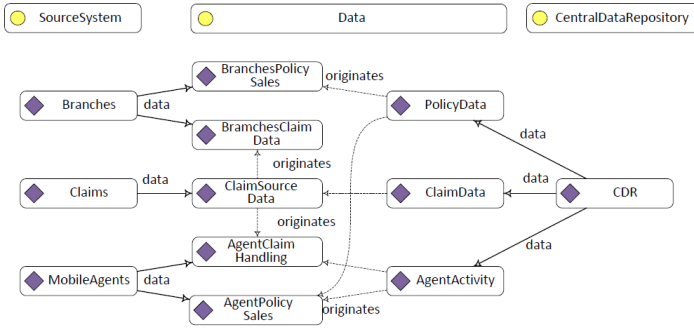 SourceSystem
Data
CentralDataRepository
BranchesPolicy
Sales
originates
Branches
data
PolicyData
BramchesClaim
Data
data
originates
Claims
data
ClaimSource
Data
ClaimData
data
CDR
originates
data
AgentClaim
Handling
MobileAgents
data
AgentActivity
AgentPolicy
Sales
originates